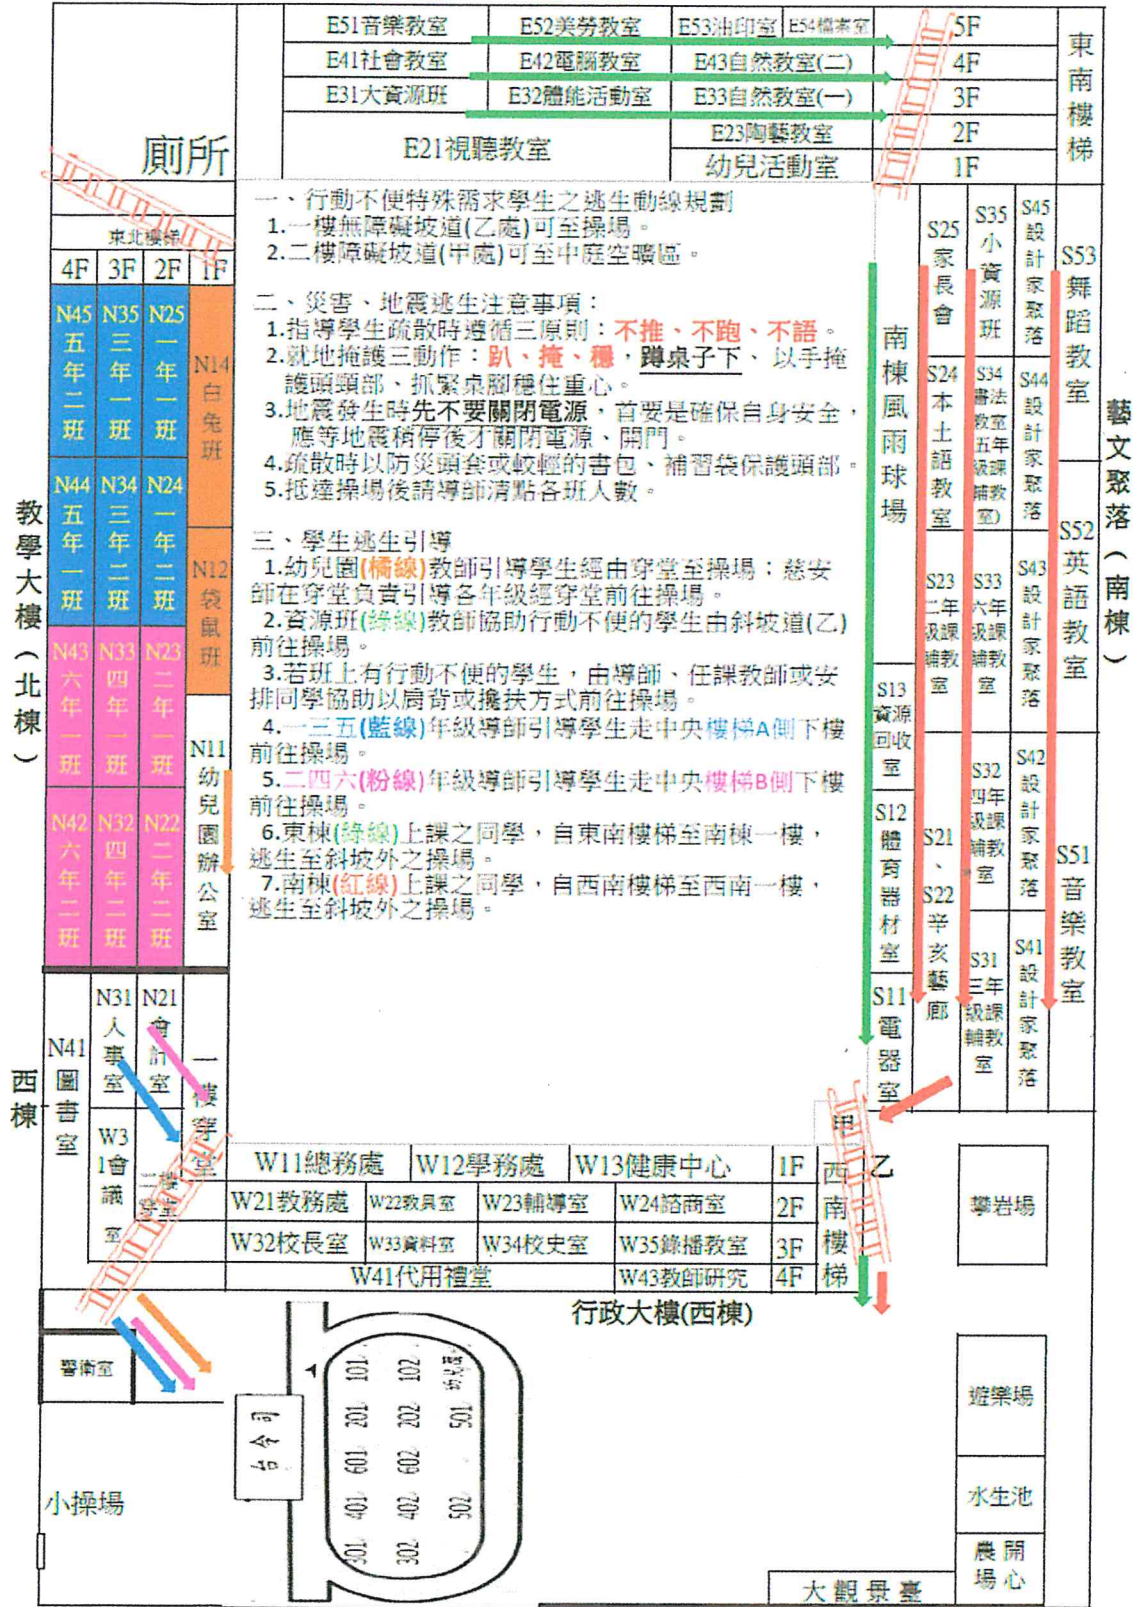 E51音樂教室 E52美勞教室 E53油印室 E54檔案室 5F
E41社會教室 E42電腦教室 E43自然教室(二) 4F
E31大資源班 E32體能活動室 E33自然教室(一) 3F
E21視聽教室 E23陶藝教室 2F
幼兒活動室 1F
東南樓梯
廁所
東北樓梯
4F 3F 2F 1F
N45五年二班 N35三年一班 N25一年一班 N14白兔班
N44五年一班 N34三年二班 N24一年二班 N12袋鼠班
N43六年一班 N33四年一班 N23二年一班 N11幼兒園辦公室
N42六年二班 N32四年二班 N22二年二班
教學大樓(北棟)
N41圖書室 N31人事室 N21會計室 一樓穿堂
W31會議室 二樓穿堂
西棟
一、行動不便特殊需求學生之逃生動線規劃
1.一樓無障礙坡道(乙處)可至操場。
2.二樓障礙坡道(甲處)可至中庭空曠區。
二、災害、地震逃生注意事項：
1.指導學生疏散時遵循三原則：不推、不跑、不語。
2.就地掩護三動作：趴、掩、穩，蹲桌子下、以手掩
護頭頸部、抓緊桌腳穩住重心。
3.地震發生時先不要關閉電源，首要是確保自身安全，
應等地震稍停後才關閉電源、開門。
4.疏散時以防災頭套或較輕的書包、補習袋保護頭部。
5.抵達操場後請導師清點各班人數。
三、學生逃生引導
1.幼兒園(橘線)教師引導學生經由穿堂至操場；慈安
師在穿堂負責引導各年級經穿堂前往操場。
2.資源班(綠線)教師協助行動不便的學生由斜坡道(乙)
前往操場。
3.若班上有行動不便的學生，由導師、任課教師或安
排同學協助以肩背或攙扶方式前往操場。
4.一三五(藍線)年級導師引導學生走中央樓梯A側下樓
前往操場。
5.二四六(粉線)年級導師引導學生走中央樓梯B側下樓
前往操場。
6.東棟(綠線)上課之同學，自東南樓梯至南棟一樓，
逃生至斜坡外之操場。
7.南棟(紅線)上課之同學，自西南樓梯至西南一樓，
逃生至斜坡外之操場。
南棟風雨球場
S13資源回收室
S12體育器材室
S11電器室
S25家長會
S24本土語教室
S23二年級課輔教室
S21、S22辛亥藝廊
S35小資源班
S34書法教室(五年級課輔教室)
S33六年級課輔教室
S32四年級課輔教室
S31三年級課輔教室
S45設計家聚落
S44設計家聚落
S43設計家聚落
S42設計家聚落
S41設計家聚落
S53舞蹈教室
S52英語教室
S51音樂教室
藝文聚落(南棟)
甲
乙
W11總務處 W12學務處 W13健康中心 1F
W21教務處 W22教具室 W23輔導室 W24諮商室 2F
W32校長室 W33資料室 W34校史室 W35錄播教室 3F
W41代用禮堂 W43教師研究 4F
西南樓梯
行政大樓(西棟)
攀岩場
警衛室
司令台
101 102 幼兒園
201 202 501
601 602
401 402 502
301 302
小操場
遊樂場
水生池
開心農場
大觀景臺